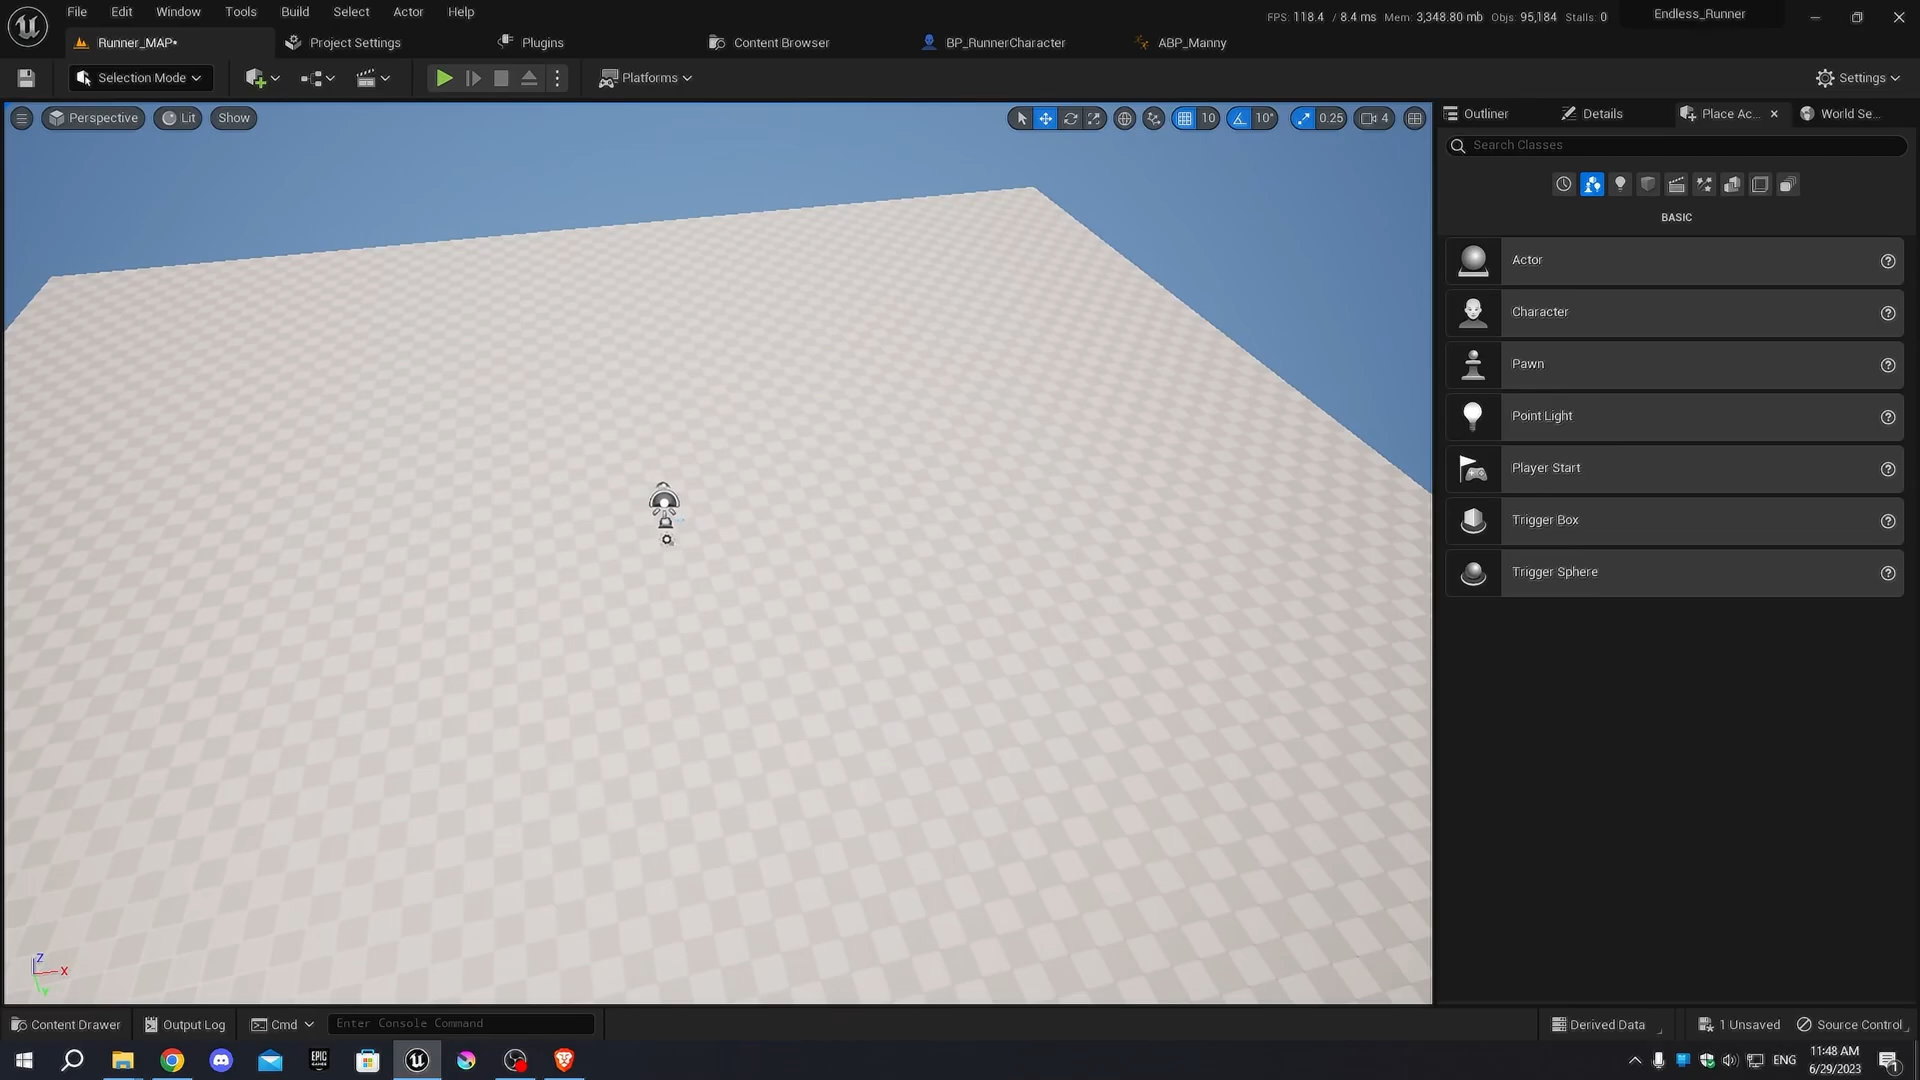 File Edit Window Tools Build Select Actor Help
FPS: 118.4 / 8.4 ms Mem: 3,348.80 mb Objs: 95,184 Stalls: 0
Endless_Runner
Runner_MAP* Project Settings Plugins Content Browser BP_RunnerCharacter ABP_Manny
Selection Mode Platforms Settings
Perspective Lit Show 10 10° 0.25 4
Outliner Details Place Ac... World Se...
Search Classes
BASIC
Actor
Character
Pawn
Point Light
Player Start
Trigger Box
Trigger Sphere
Z
X
Y
Content Drawer Output Log Cmd Enter Console Command Derived Data 1 Unsaved Source Control
EPIC GAMES
ENG
11:48 AM
6/29/2023
1